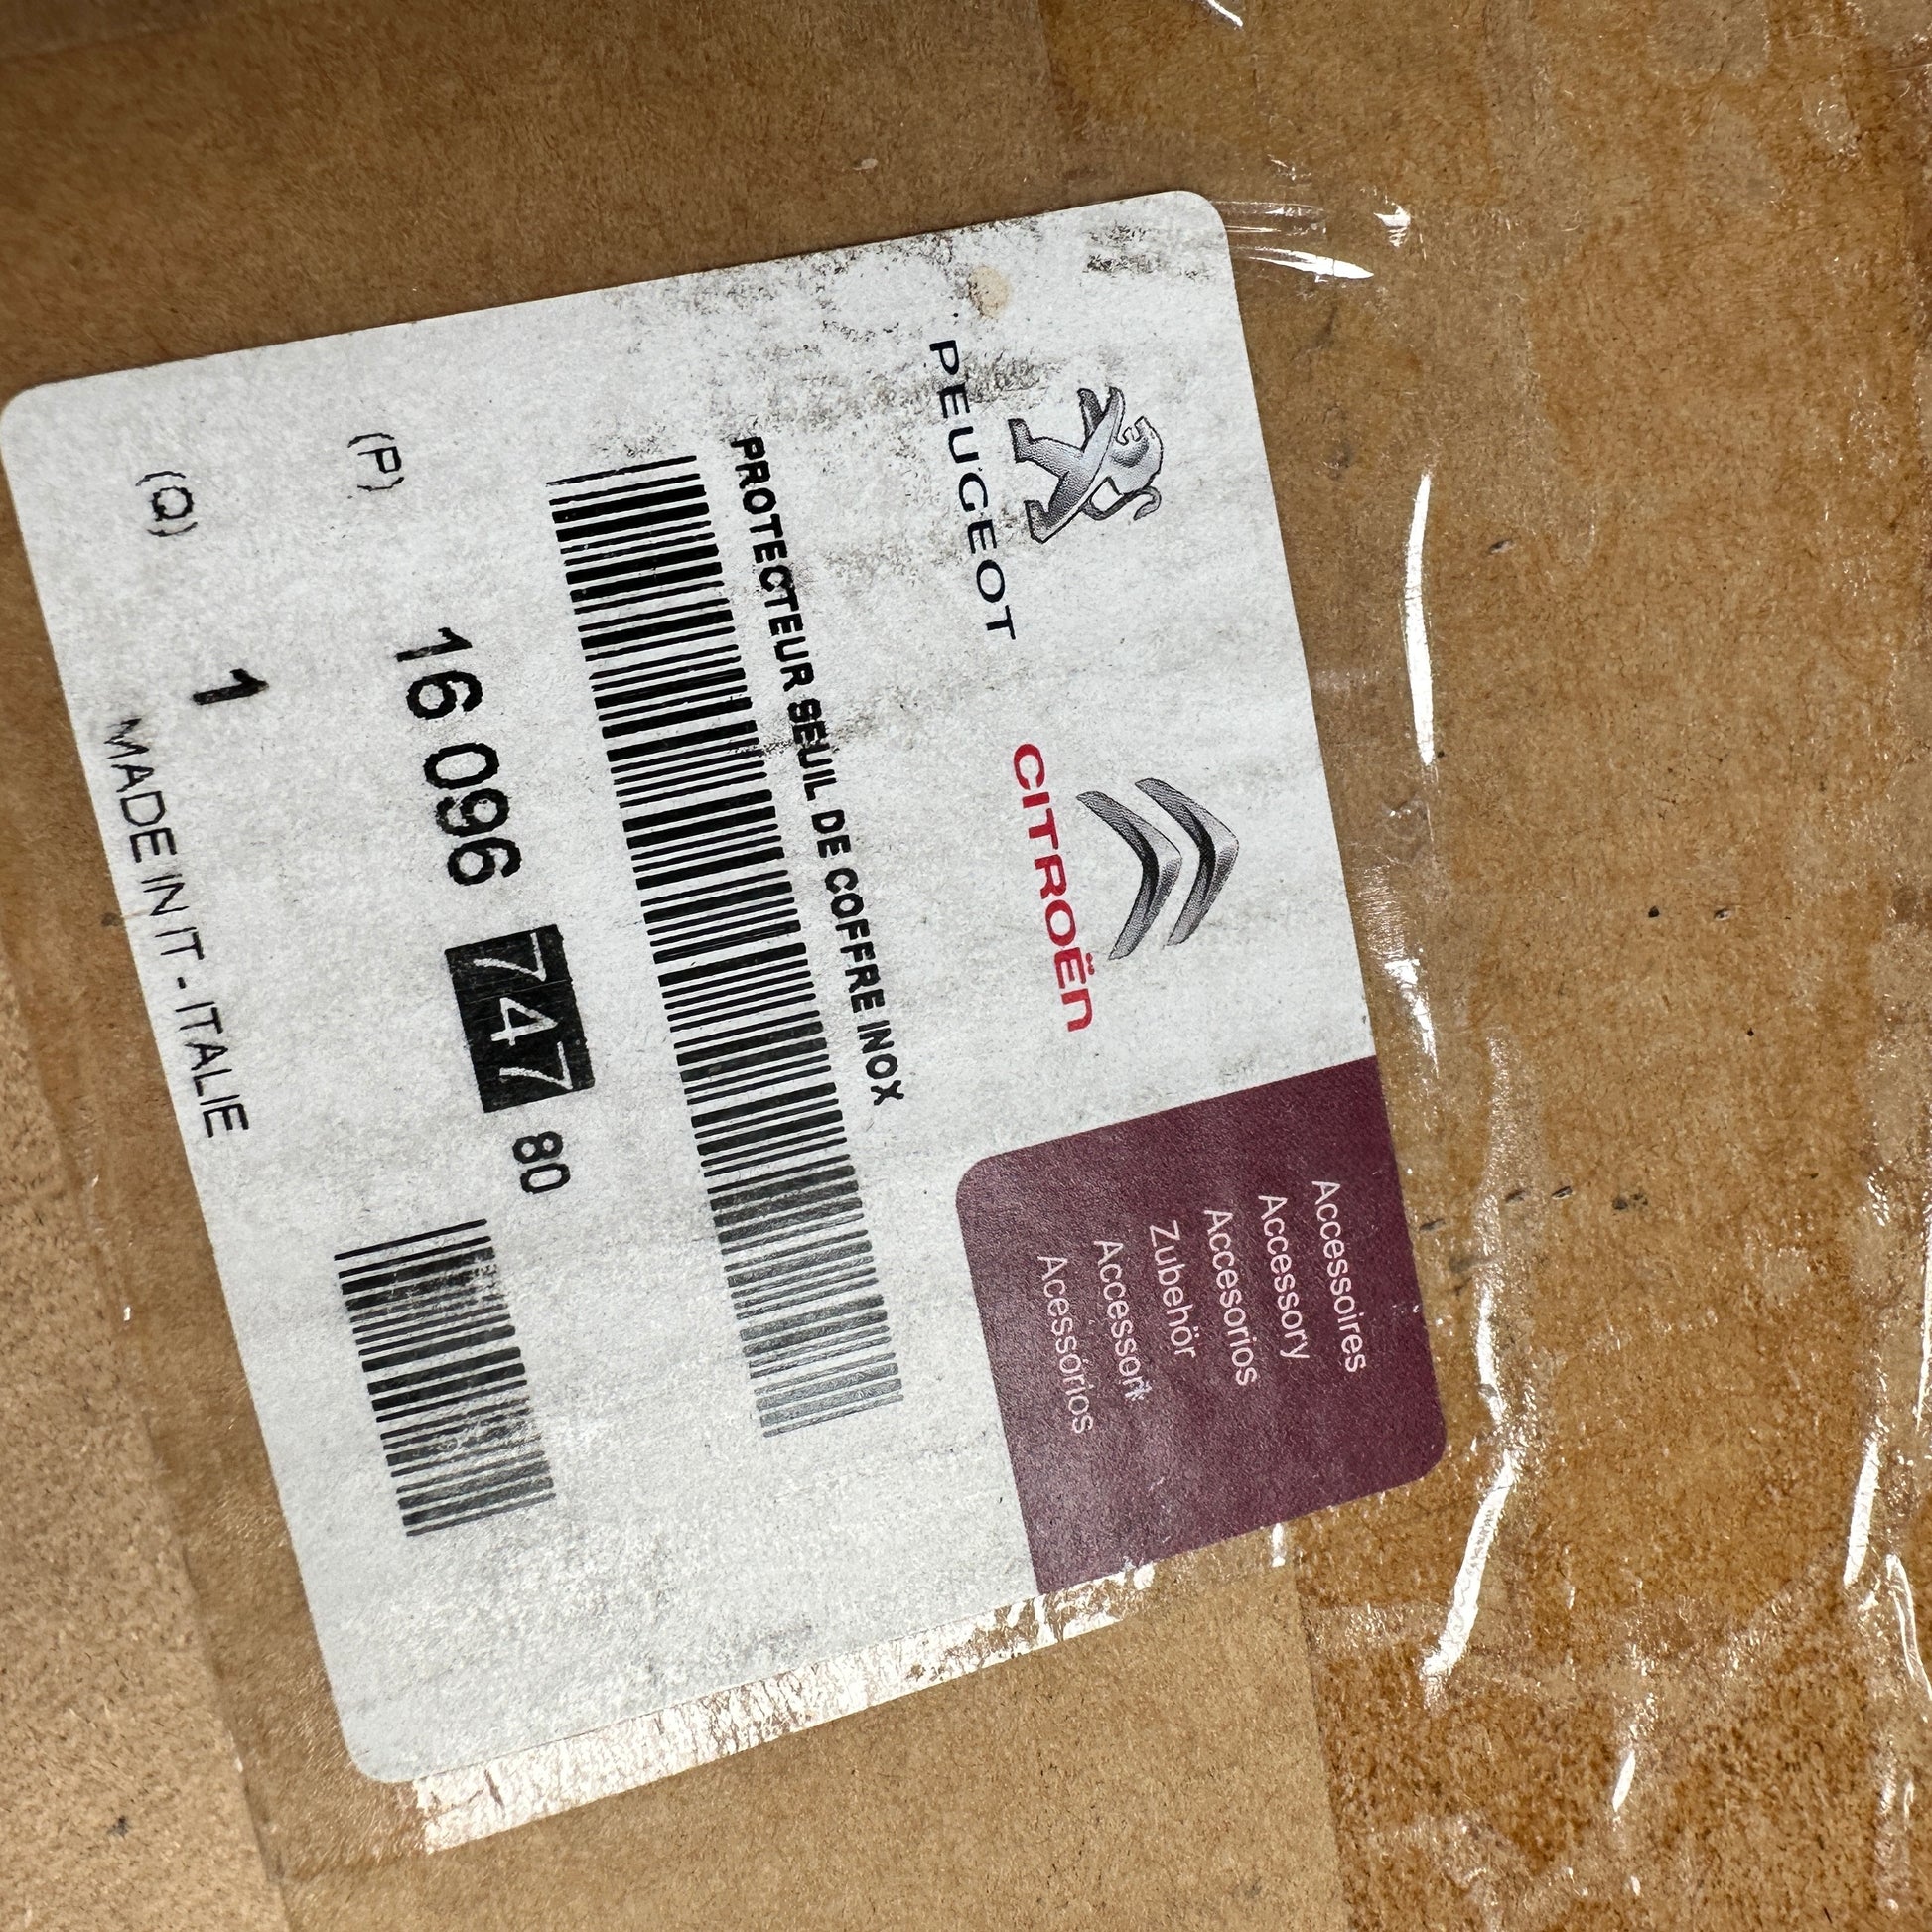 PEUGEOT
CITROËN
Accessoires
Accessory
Accesorios
Zubehör
Accessori
Acessórios
PROTECTEUR SEUIL DE COFFRE INOX
(P) 16 096 747 80
(Q) 1
MADE IN IT - ITALIE